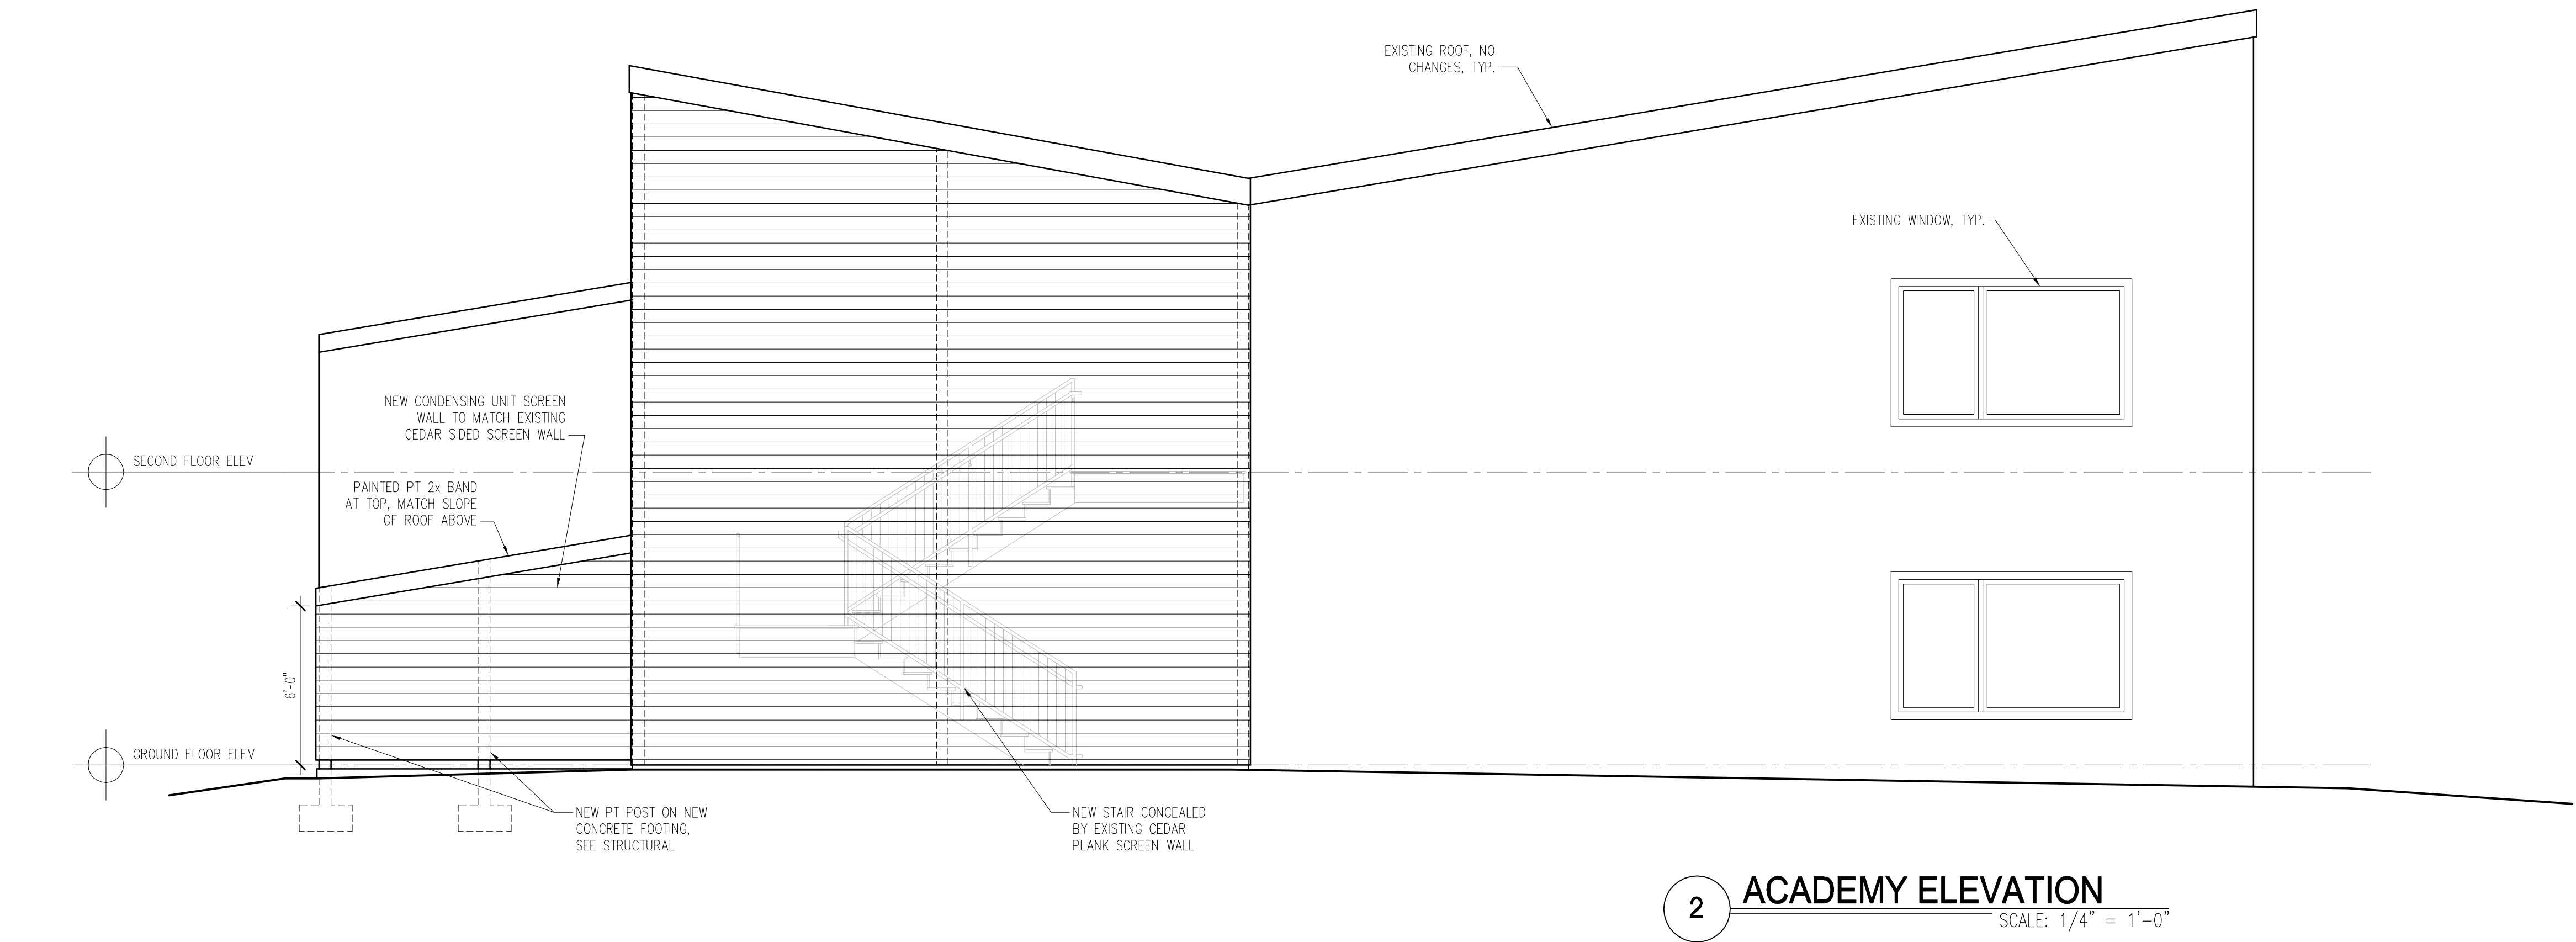 EXISTING ROOF, NO
CHANGES, TYP.
EXISTING WINDOW, TYP.
NEW CONDENSING UNIT SCREEN
WALL TO MATCH EXISTING
CEDAR SIDED SCREEN WALL
SECOND FLOOR ELEV
PAINTED PT 2x BAND
AT TOP, MATCH SLOPE
OF ROOF ABOVE
6'-0"
GROUND FLOOR ELEV
NEW PT POST ON NEW
CONCRETE FOOTING,
SEE STRUCTURAL
NEW STAIR CONCEALED
BY EXISTING CEDAR
PLANK SCREEN WALL
2
ACADEMY ELEVATION
SCALE: 1/4" = 1'-0"